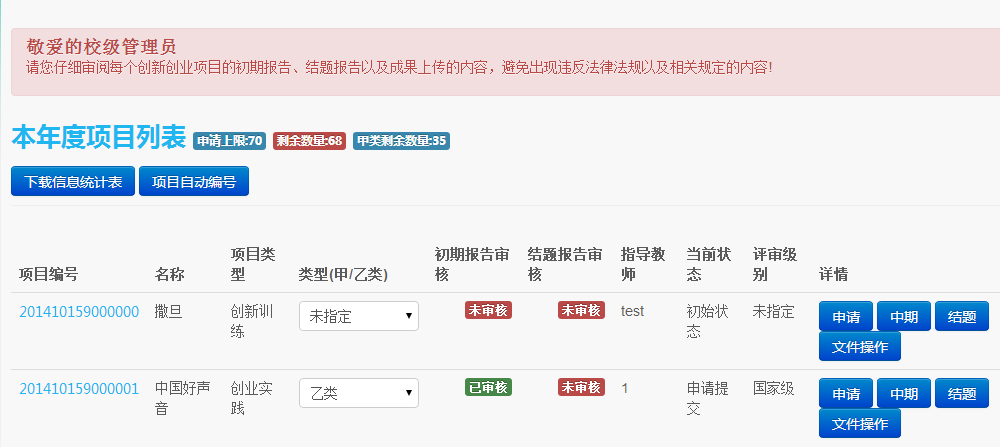 敬爱的校级管理员
请您仔细审阅每个创新创业项目的初期报告、结题报告以及成果上传的内容，避免出现违反法律法规以及相关规定的内容!
本年度项目列表 申请上限:70 剩余数量:68 甲类剩余数量:35
下载信息统计表 项目自动编号
项目类 初期报告审 结题报告审 指导教 当前状 评审级
项目编号 名称 型 类型(甲/乙类) 核 核 师 态 别 详情
201410159000000 撒旦 创新训 未指定 未审核 未审核 test 初始状 未指定 申请 中期 结题
练 态 文件操作
201410159000001 中国好声 创业实 乙类 已审核 未审核 1 申请提 国家级 申请 中期 结题
音 践 交 文件操作